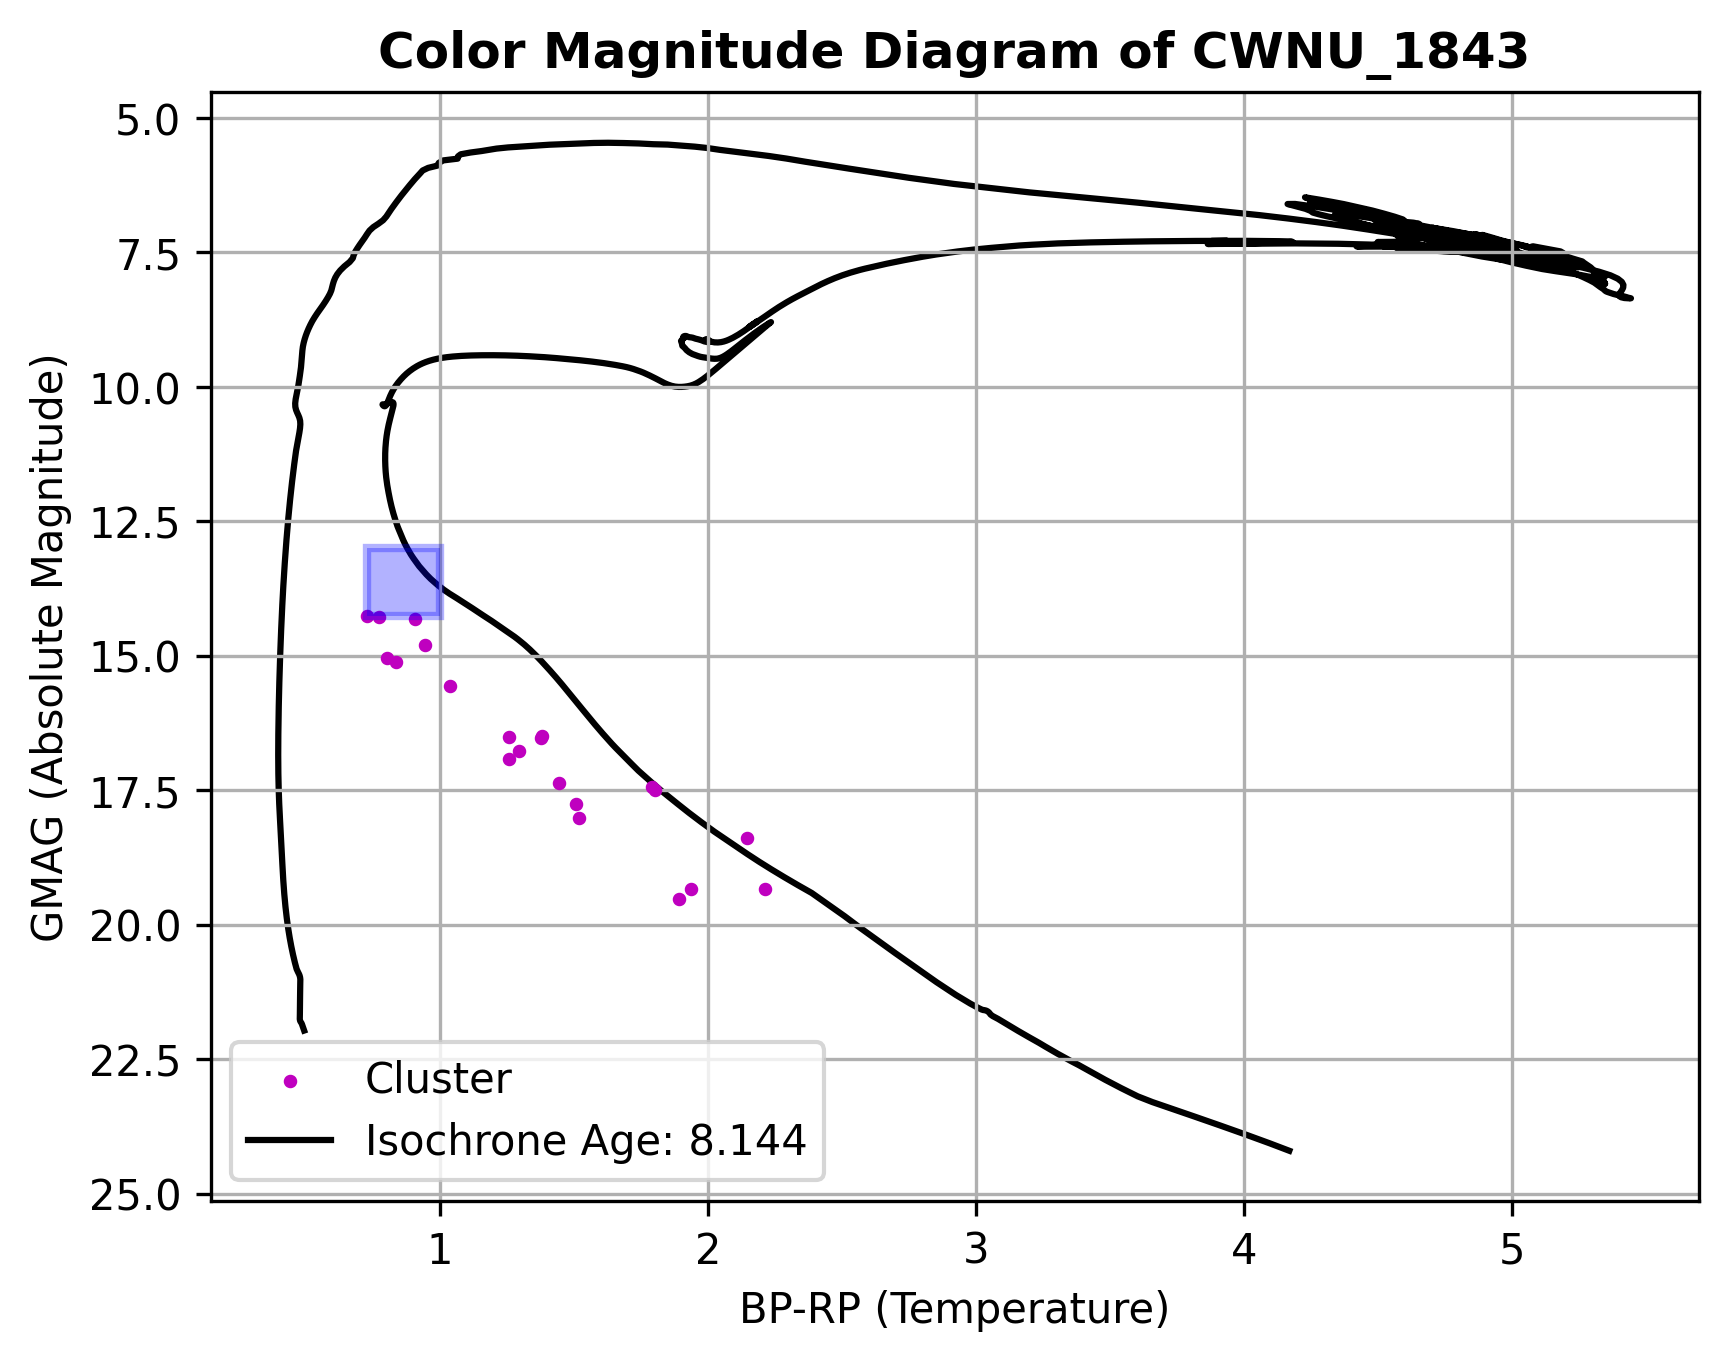 Color Magnitude Diagram of CWNU_1843
GMAG (Absolute Magnitude)
5.0
7.5
10.0
12.5
15.0
17.5
20.0
22.5
25.0
Cluster
Isochrone Age: 8.144
1 2 3 4 5
BP-RP (Temperature)